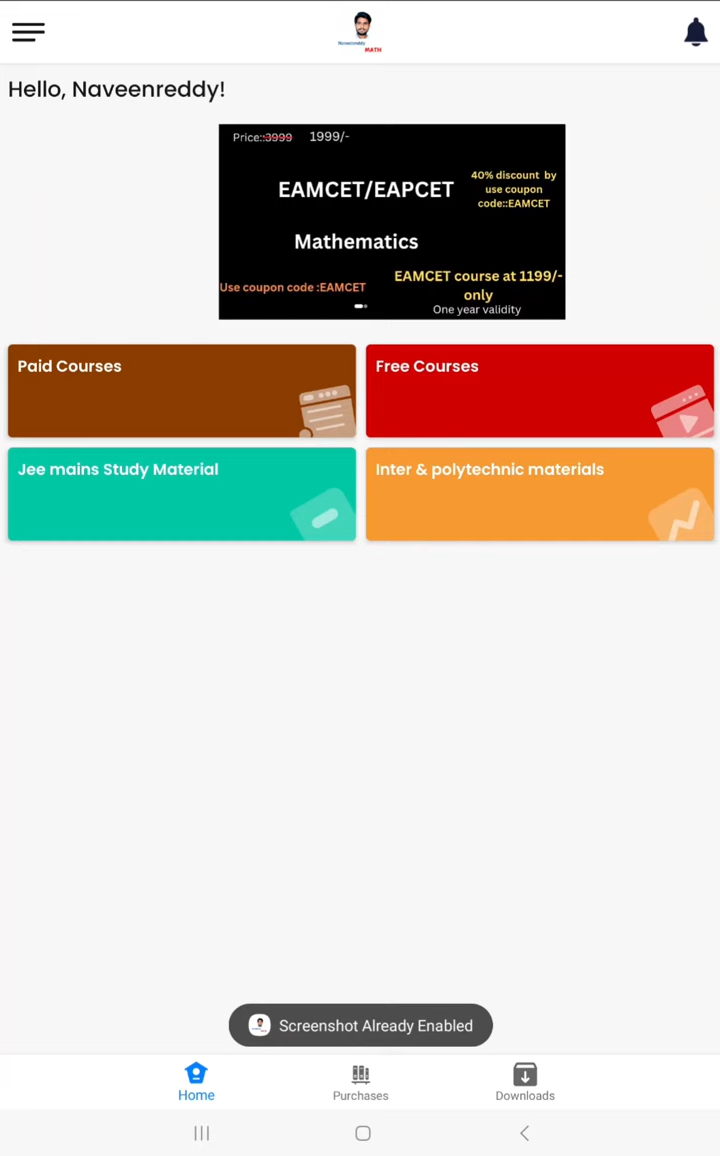 Naveenreddy
MATH
Hello, Naveenreddy!
Price::3999 1999/-
EAMCET/EAPCET
40% discount by
use coupon
code::EAMCET
Mathematics
Use coupon code :EAMCET
EAMCET course at 1199/-
only
One year validity
Paid Courses
Free Courses
Jee mains Study Material
Inter & polytechnic materials
Screenshot Already Enabled
Home
Purchases
Downloads